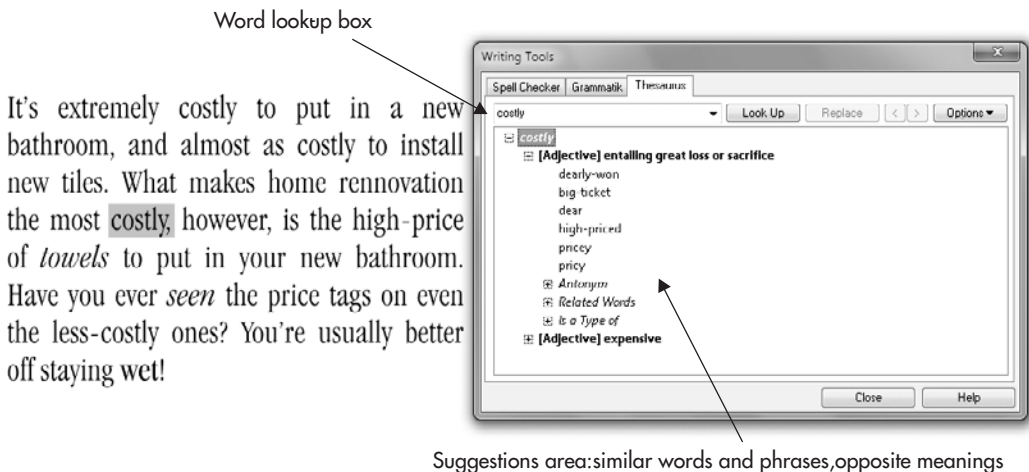 Word lookup box
It's extremely costly to put in a new
bathroom, and almost as costly to install
new tiles. What makes home rennovation
the most costly, however, is the high-price
of towels to put in your new bathroom.
Have you ever seen the price tags on even
the less-costly ones? You're usually better
off staying wet!
Writing Tools
Spell Checker Grammatik Thesaurus
costly Look Up Replace < > Options
costly
[Adjective] entailing great loss or sacrifice
dearly-won
big-ticket
dear
high-priced
pricey
pricy
Antonym
Related Words
Is a Type of
[Adjective] expensive
Close Help
Suggestions area:similar words and phrases,opposite meanings